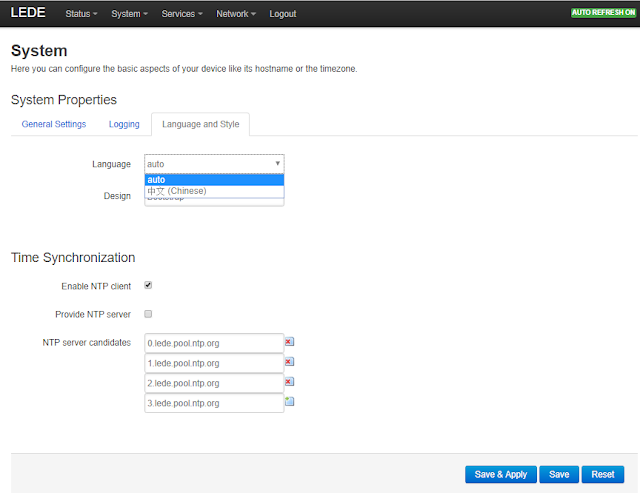 LEDE Status System Services Network Logout AUTO REFRESH ON
System
Here you can configure the basic aspects of your device like its hostname or the timezone.
System Properties
General Settings Logging Language and Style
Language auto
auto
中文 (Chinese)
Design Bootstrap
Time Synchronization
Enable NTP client
Provide NTP server
NTP server candidates 0.lede.pool.ntp.org
1.lede.pool.ntp.org
2.lede.pool.ntp.org
3.lede.pool.ntp.org
Save & Apply Save Reset